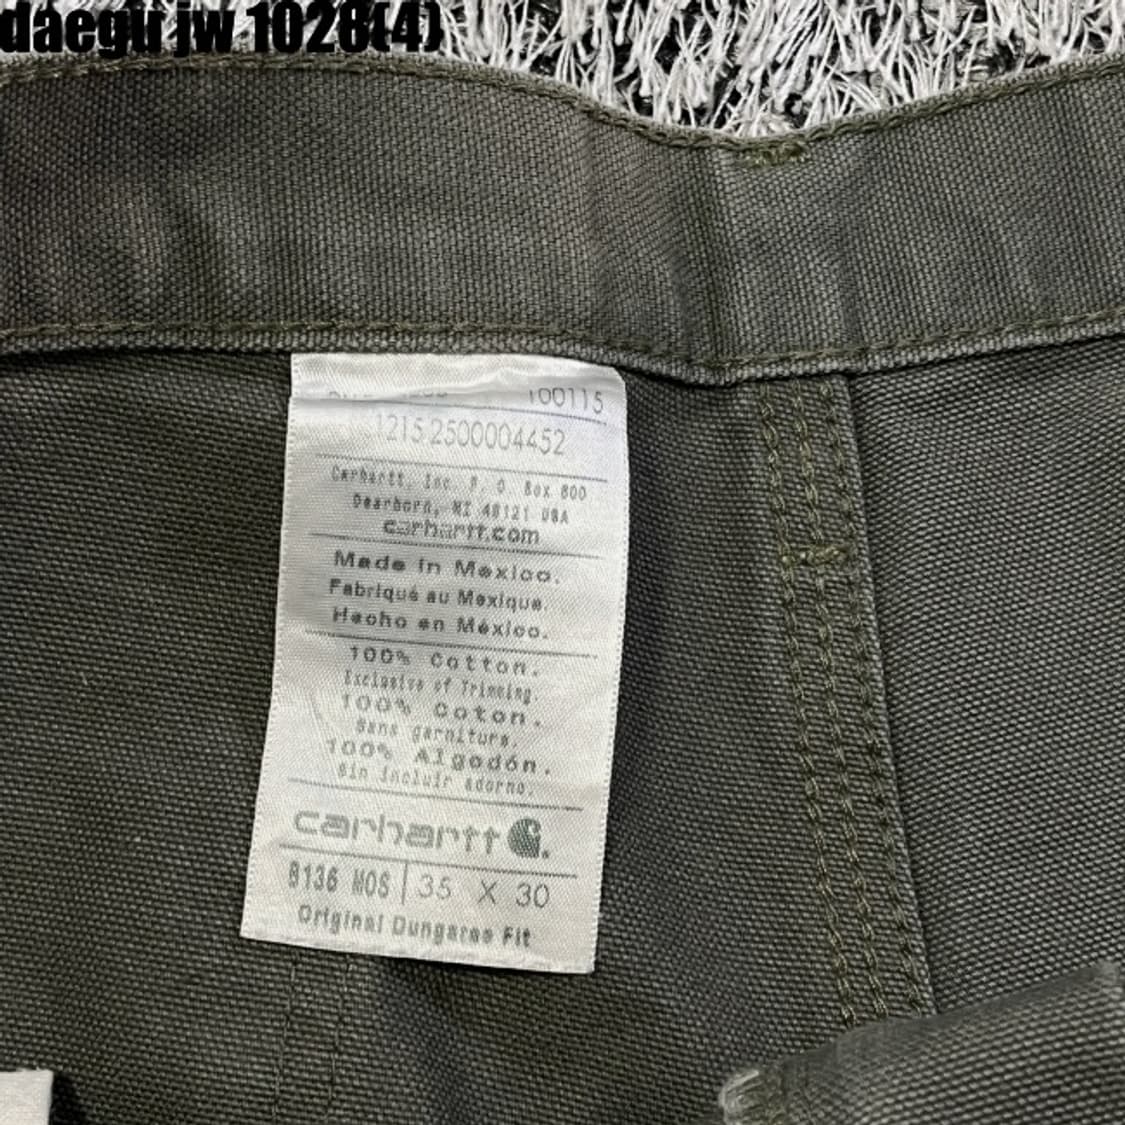 daegu jw 1028(4)
100115
1215 2500004452
Carhartt, Inc. P. O. Box 600
Dearborn, MI 48121 USA
carhartt.com
Made in Mexico.
Fabriqué au Mexique.
Hecho en México.
100% Cotton.
Exclusive of Trimming.
100% Coton.
Sans garniture.
100% Algodón.
Sin incluir adorno.
carhartt
B136 MOS 35 X 30
Original Dungaree Fit